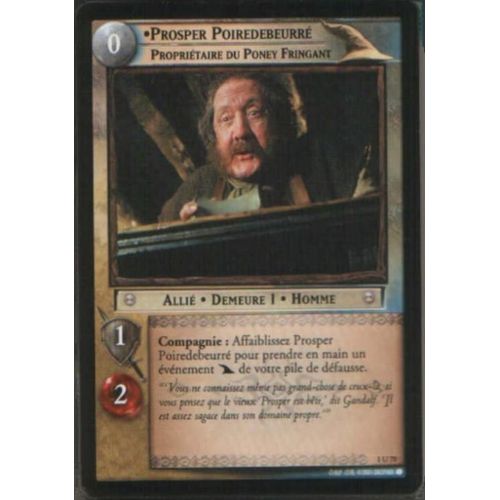 0
•Prosper Poiredebeurré
Propriétaire du Poney Fringant
Allié • Demeure 1 • Homme
1
2
Compagnie : Affaiblissez Prosper
Poiredebeurré pour prendre en main un
événement de votre pile de défausse.
"'Vous ne connaissez même pas grand-chose de ceux-là, si
vous pensez que le vieux 'Prosper est bête,' dit Gandalf. 'Il
est assez sagace dans son domaine propre.'"
1 U 70